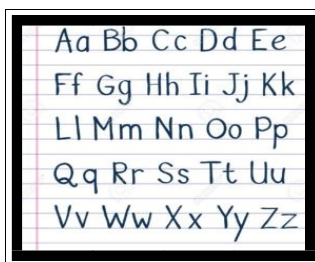 Aa Bb Cc Dd Ee
Ff Gg Hh Ii Jj Kk
Ll Mm Nn Oo Pp
Qq Rr Ss Tt Uu
Vv Ww Xx Yy Zz